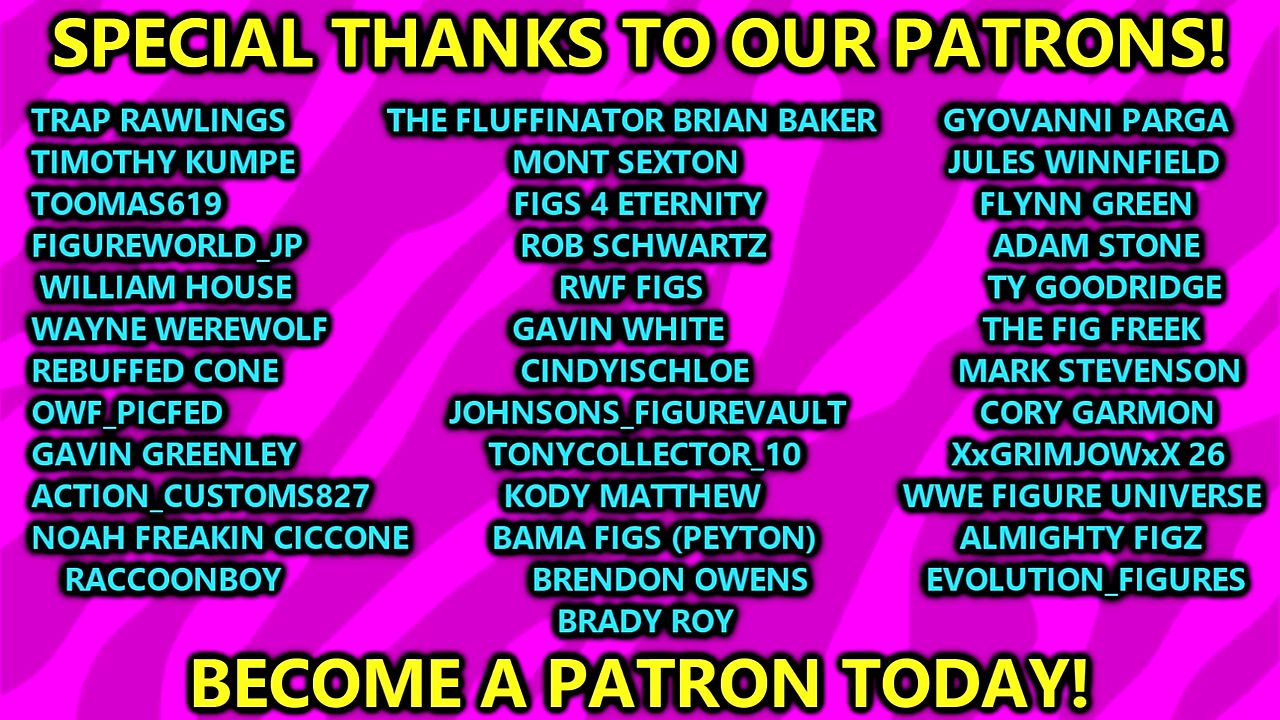 SPECIAL THANKS TO OUR PATRONS!
TRAP RAWLINGS
TIMOTHY KUMPE
TOOMAS619
FIGUREWORLD_JP
WILLIAM HOUSE
WAYNE WEREWOLF
REBUFFED CONE
OWF_PICFED
GAVIN GREENLEY
ACTION_CUSTOMS827
NOAH FREAKIN CICCONE
RACCOONBOY
THE FLUFFINATOR BRIAN BAKER
MONT SEXTON
FIGS 4 ETERNITY
ROB SCHWARTZ
RWF FIGS
GAVIN WHITE
CINDYISCHLOE
JOHNSONS_FIGUREVAULT
TONYCOLLECTOR_10
KODY MATTHEW
BAMA FIGS (PEYTON)
BRENDON OWENS
BRADY ROY
GYOVANNI PARGA
JULES WINNFIELD
FLYNN GREEN
ADAM STONE
TY GOODRIDGE
THE FIG FREEK
MARK STEVENSON
CORY GARMON
XxGRIMJOWxX 26
WWE FIGURE UNIVERSE
ALMIGHTY FIGZ
EVOLUTION_FIGURES
BECOME A PATRON TODAY!